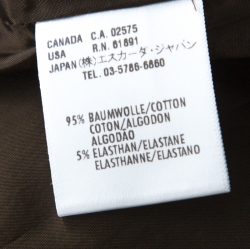 CANADA C.A. 02575
USA R.N. 61891
JAPAN (株)エスカーダ・ジャパン
TEL. 03-5786-6860
95% BAUMWOLLE/COTTON
COTON/ALGODON
ALGODAO
5% ELASTHAN/ELASTANE
ELASTHANNE/ELASTANO